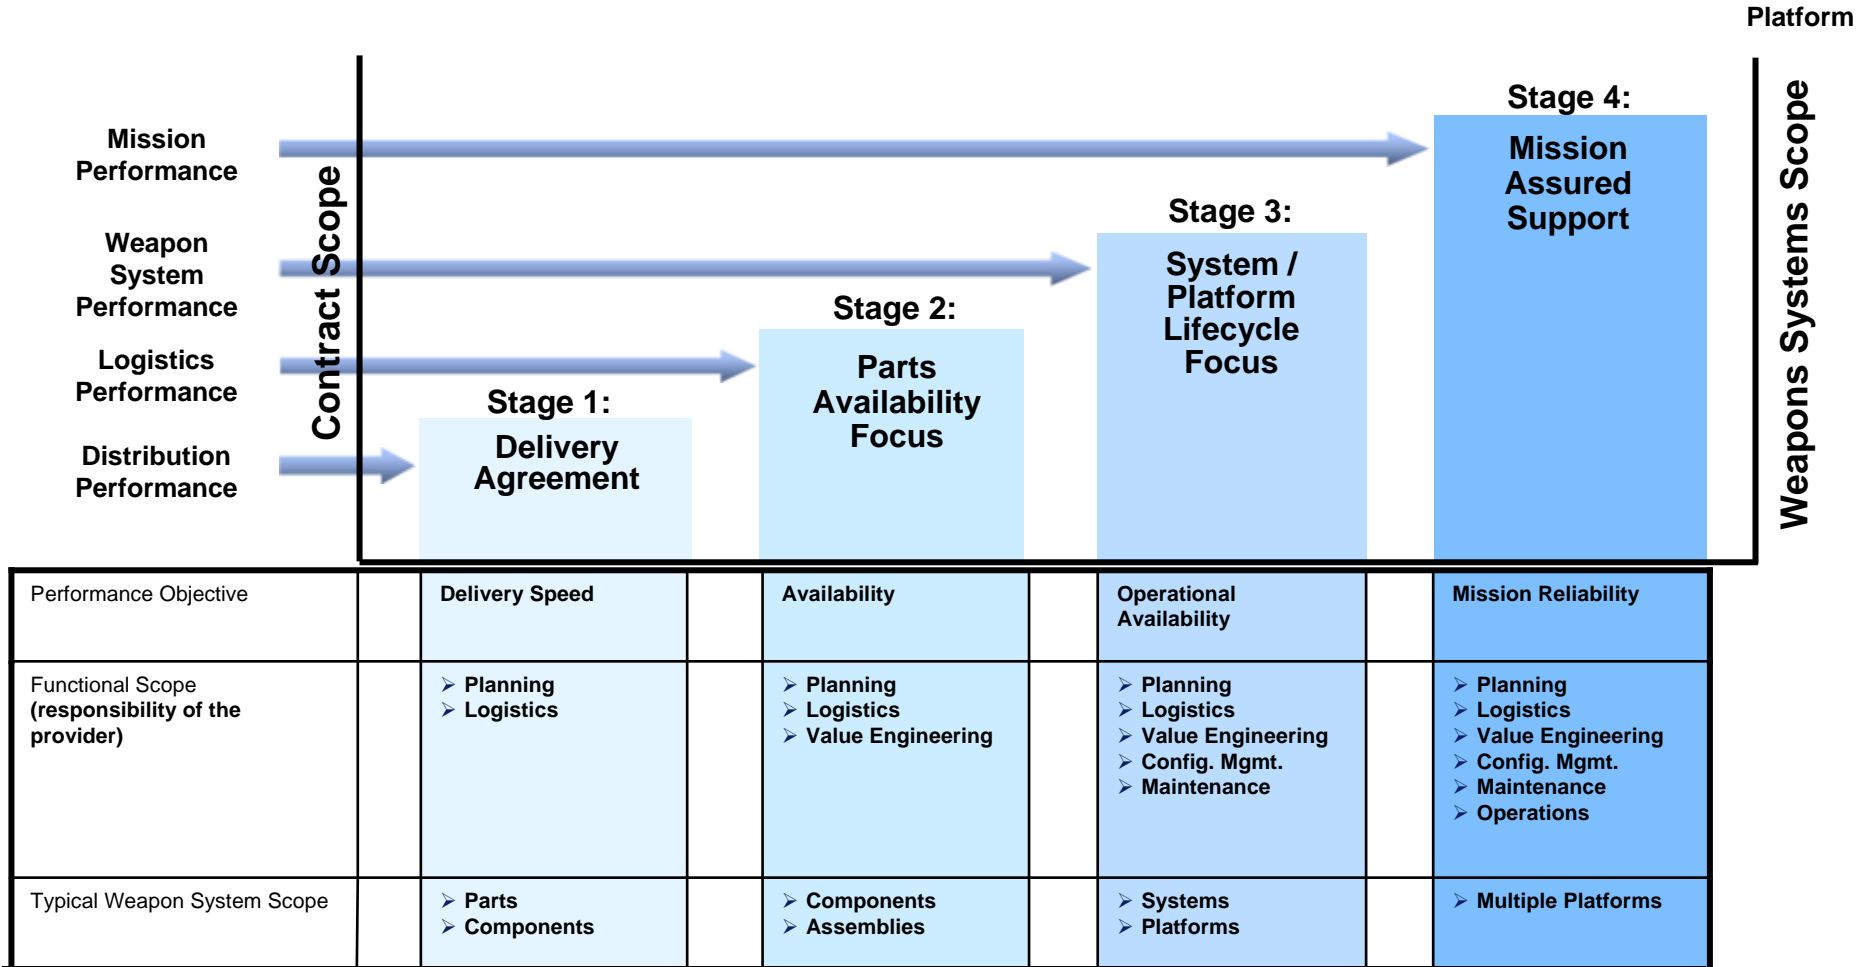 Platform
Mission
Performance
Weapon
System
Performance
Logistics
Performance
Distribution
Performance
Contract Scope
Stage 1:
Delivery
Agreement
Stage 2:
Parts
Availability
Focus
Stage 3:
System /
Platform
Lifecycle
Focus
Stage 4:
Mission
Assured
Support
Weapons Systems Scope
Performance Objective
Delivery Speed
Availability
Operational
Availability
Mission Reliability
Functional Scope
(responsibility of the
provider)
➢ Planning
➢ Logistics
➢ Planning
➢ Logistics
➢ Value Engineering
➢ Planning
➢ Logistics
➢ Value Engineering
➢ Config. Mgmt.
➢ Maintenance
➢ Planning
➢ Logistics
➢ Value Engineering
➢ Config. Mgmt.
➢ Maintenance
➢ Operations
Typical Weapon System Scope
➢ Parts
➢ Components
➢ Components
➢ Assemblies
➢ Systems
➢ Platforms
➢ Multiple Platforms